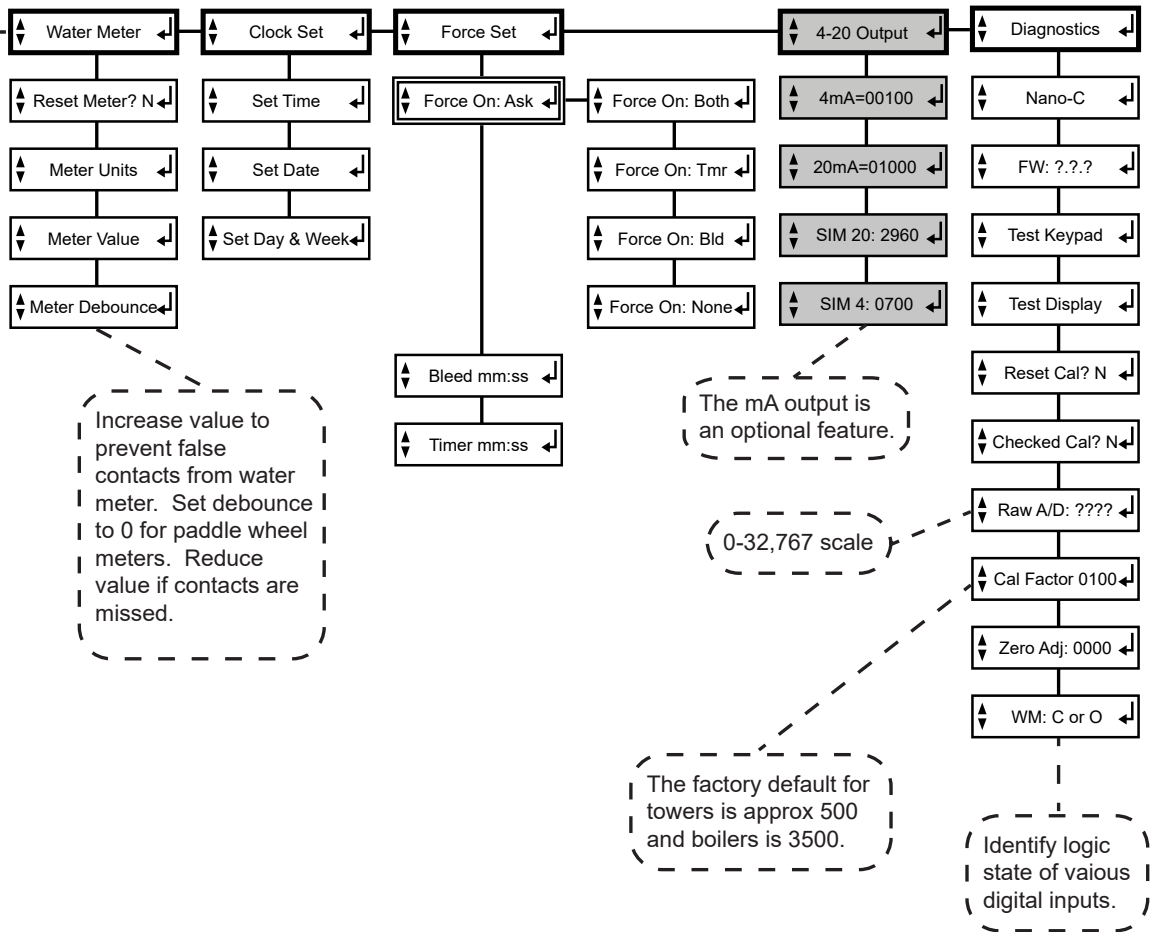 Water Meter
Reset Meter? N
Meter Units
Meter Value
Meter Debounce
Increase value to
prevent false
contacts from water
meter. Set debounce
to 0 for paddle wheel
meters. Reduce
value if contacts are
missed.
Clock Set
Set Time
Set Date
Set Day & Week
Force Set
Force On: Ask
Bleed mm:ss
Timer mm:ss
Force On: Both
Force On: Tmr
Force On: Bld
Force On: None
4-20 Output
4mA=00100
20mA=01000
SIM 20: 2960
SIM 4: 0700
The mA output is
an optional feature.
Diagnostics
Nano-C
FW: ?.?.?
Test Keypad
Test Display
Reset Cal? N
Checked Cal? N
Raw A/D: ????
0-32,767 scale
Cal Factor 0100
The factory default for
towers is approx 500
and boilers is 3500.
Zero Adj: 0000
WM: C or O
Identify logic
state of vaious
digital inputs.